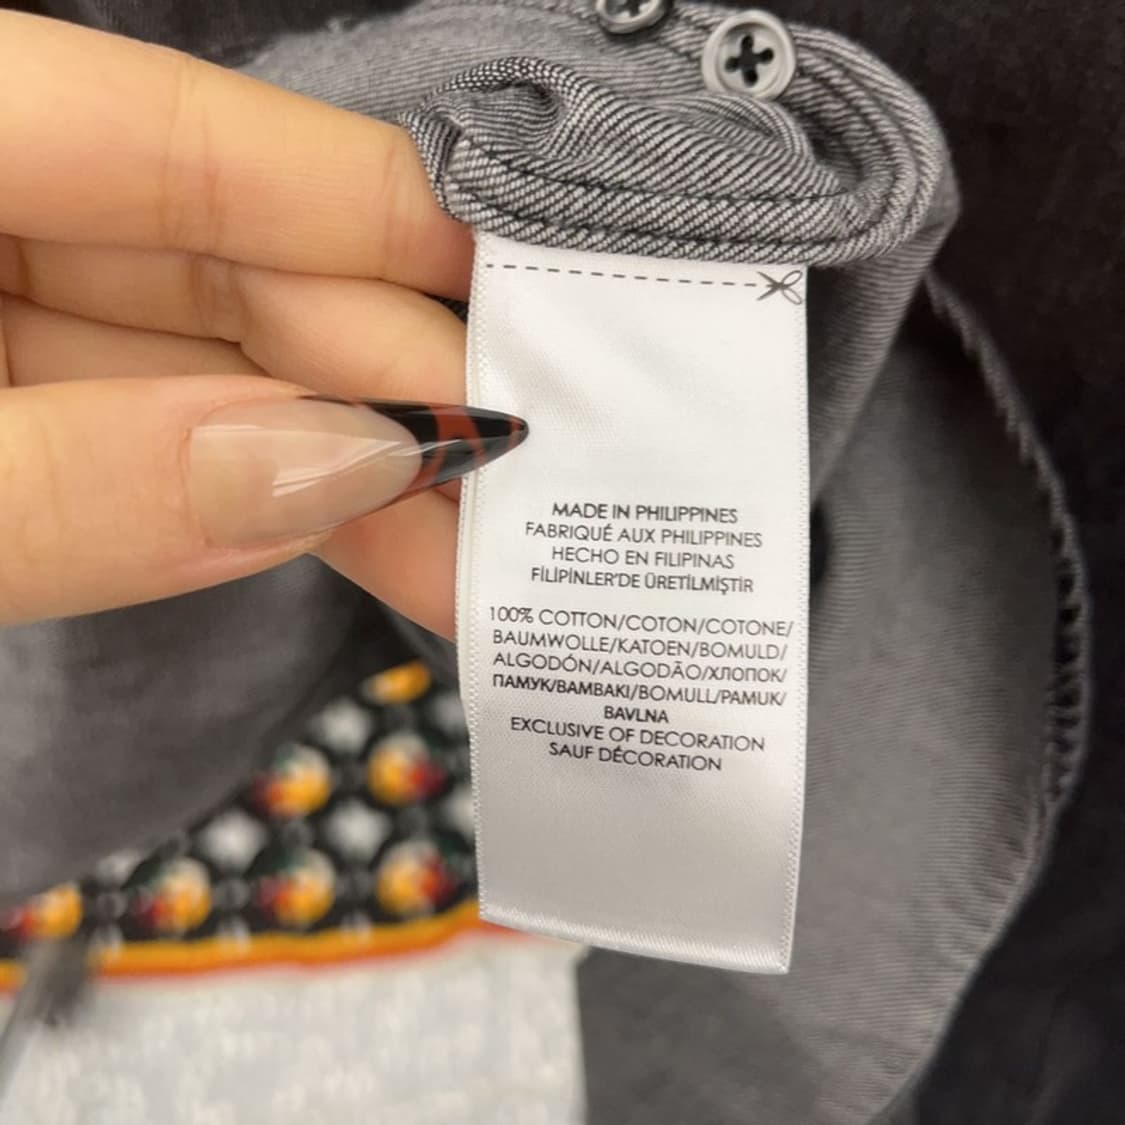 MADE IN PHILIPPINES
FABRIQUÉ AUX PHILIPPINES
HECHO EN FILIPINAS
FİLİPİNLER'DE ÜRETİLMİŞTİR
100% COTTON/COTON/COTONE/
BAUMWOLLE/KATOEN/BOMULD/
ALGODÓN/ALGODÃO/ХЛОПОК/
ПАМУК/BAMBAKI/BOMULL/PAMUK/
BAVLNA
EXCLUSIVE OF DECORATION
SAUF DÉCORATION